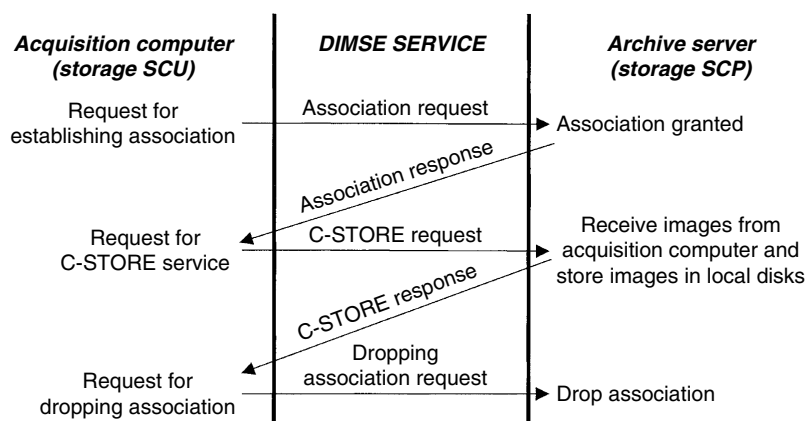 Acquisition computer
(storage SCU)
DIMSE SERVICE
Archive server
(storage SCP)
Request for
establishing association
Association request
Association granted
Association response
Request for
C-STORE service
C-STORE request
Receive images from
acquisition computer and
store images in local disks
C-STORE response
Request for
dropping association
Dropping
association request
Drop association